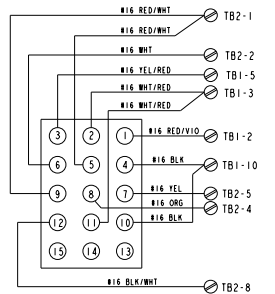 #16 RED/WHT
TB2-1
#16 RED/WHT
#16 WHT
TB2-2
#16 YEL/RED
TB1-5
#16 WHT/RED
TB1-3
#16 WHT/RED
3 2 1
#16 RED/VIO
TB1-2
6 5 4
#16 BLK
TB1-10
9 8 7
#16 YEL
TB2-5
#16 ORG
TB2-4
12 11 10
#16 BLK
15 14 13
#16 BLK/WHT
TB2-8